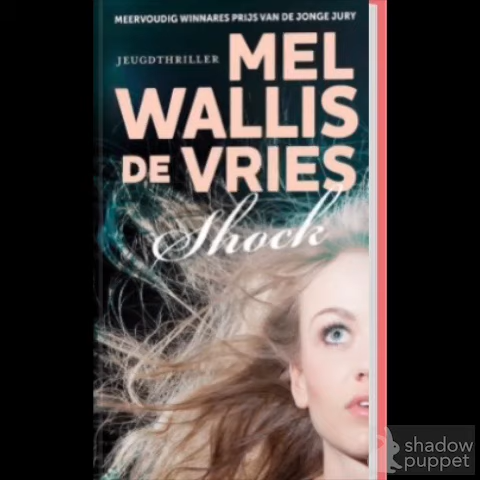 MEERVOUDIG WINNARES PRIJS VAN DE JONGE JURY
JEUGDTHRILLER
MEL
WALLIS
DE VRIES
Shock
shadow
puppet